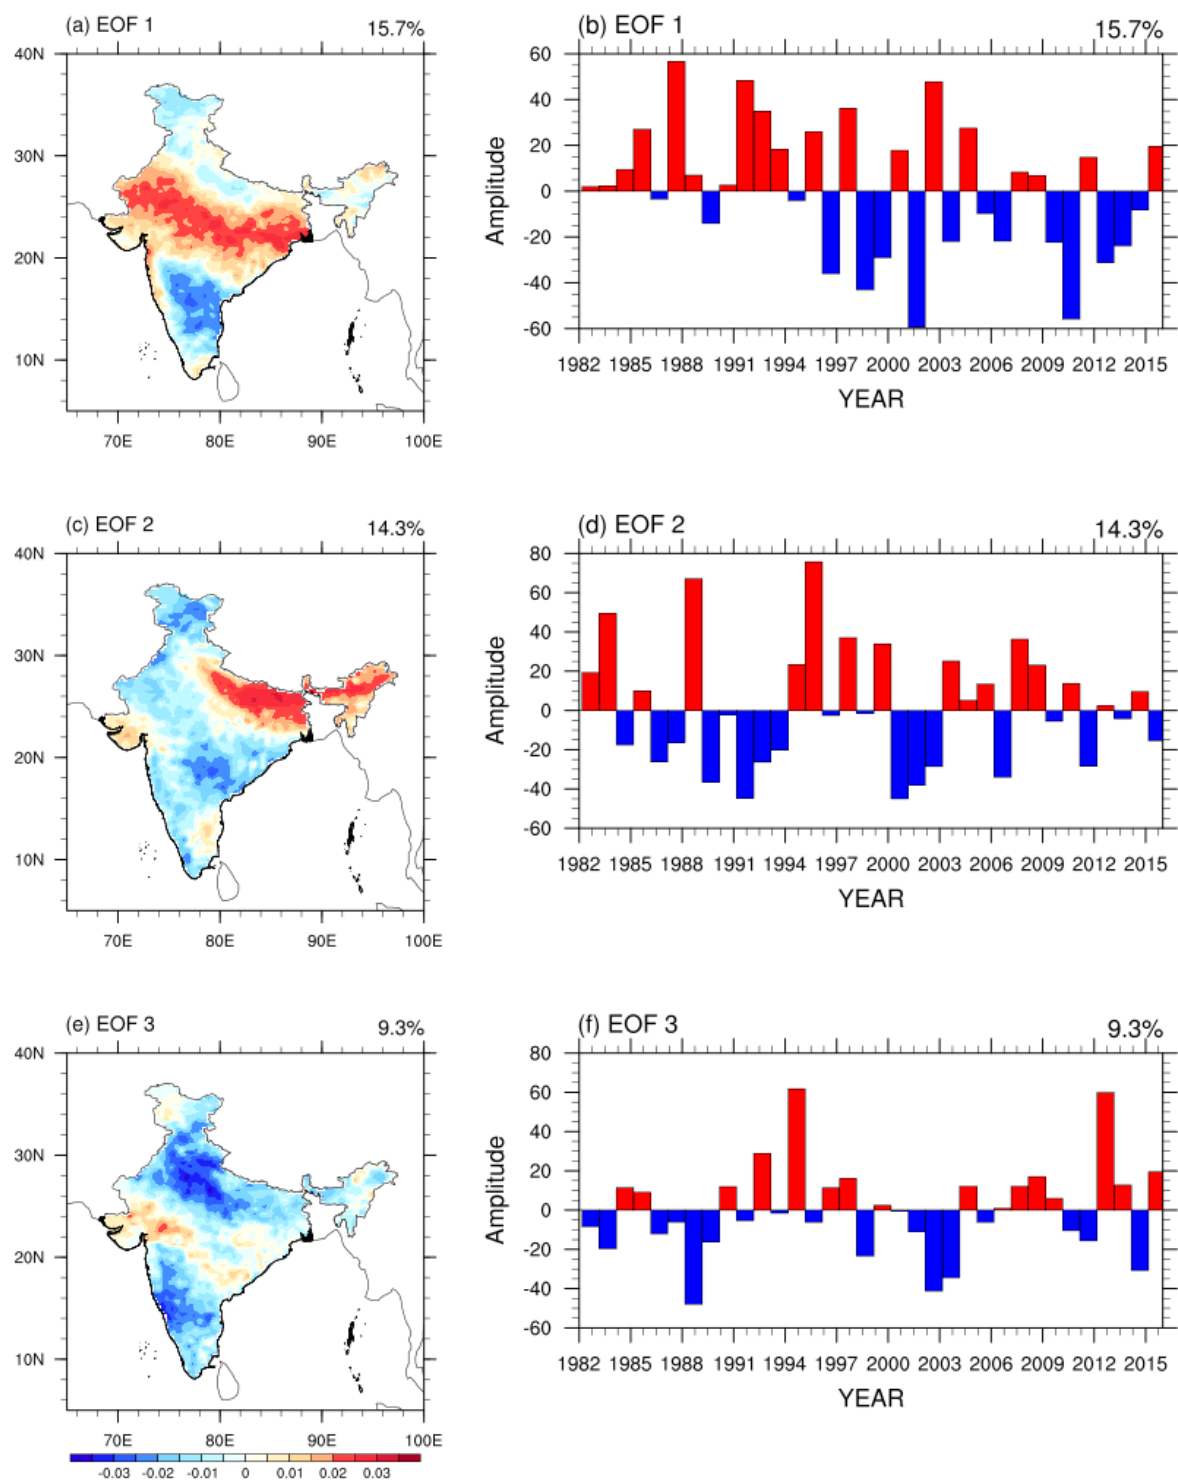 (a) EOF 1 15.7%
40N
30N
20N
10N
70E 80E 90E 100E
(b) EOF 1 15.7%
60
40
20
0
-20
-40
-60
Amplitude
1982 1985 1988 1991 1994 1997 2000 2003 2006 2009 2012 2015
YEAR
(c) EOF 2 14.3%
40N
30N
20N
10N
70E 80E 90E 100E
(d) EOF 2 14.3%
80
60
40
20
0
-20
-40
-60
Amplitude
1982 1985 1988 1991 1994 1997 2000 2003 2006 2009 2012 2015
YEAR
(e) EOF 3 9.3%
40N
30N
20N
10N
70E 80E 90E 100E
-0.03 -0.02 -0.01 0 0.01 0.02 0.03
(f) EOF 3 9.3%
80
60
40
20
0
-20
-40
-60
Amplitude
1982 1985 1988 1991 1994 1997 2000 2003 2006 2009 2012 2015
YEAR